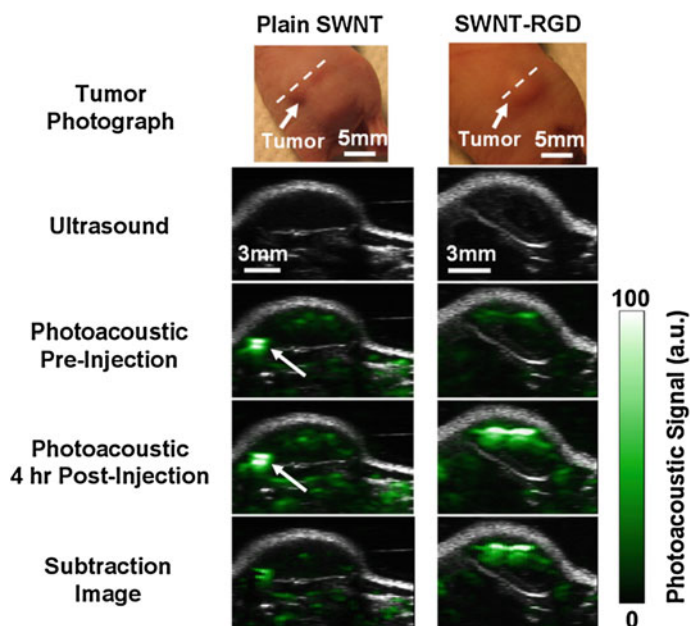 Plain SWNT
SWNT-RGD
Tumor
Photograph
Tumor
5mm
Tumor
5mm
Ultrasound
3mm
3mm
100
Photoacoustic
Pre-Injection
Photoacoustic Signal (a.u.)
Photoacoustic
4 hr Post-Injection
Subtraction
Image
0